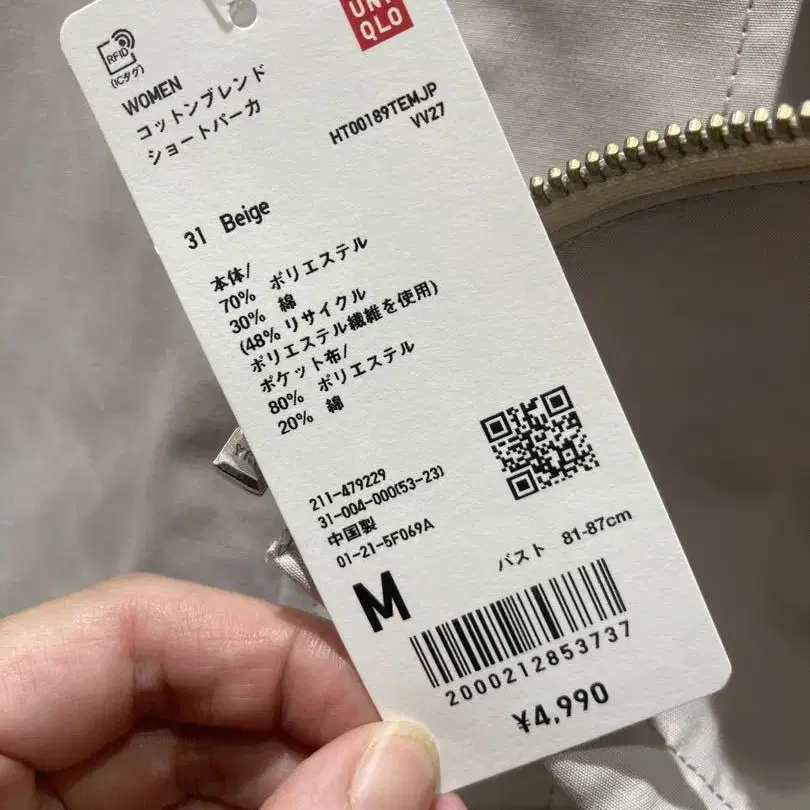 UNI
QLO
RFID
(ICタグ)
WOMEN
コットンブレンド
ショートパーカ
HT00189TEMJP
VV27
31 Beige
本体/
70% ポリエステル
30% 綿
(48% リサイクル
ポリエステル繊維を使用)
ポケット布/
80% ポリエステル
20% 綿
211-479229
31-004-000(53-23)
中国製
01-21-5F069A
M
バスト 81-87cm
2000212853737
¥4,990